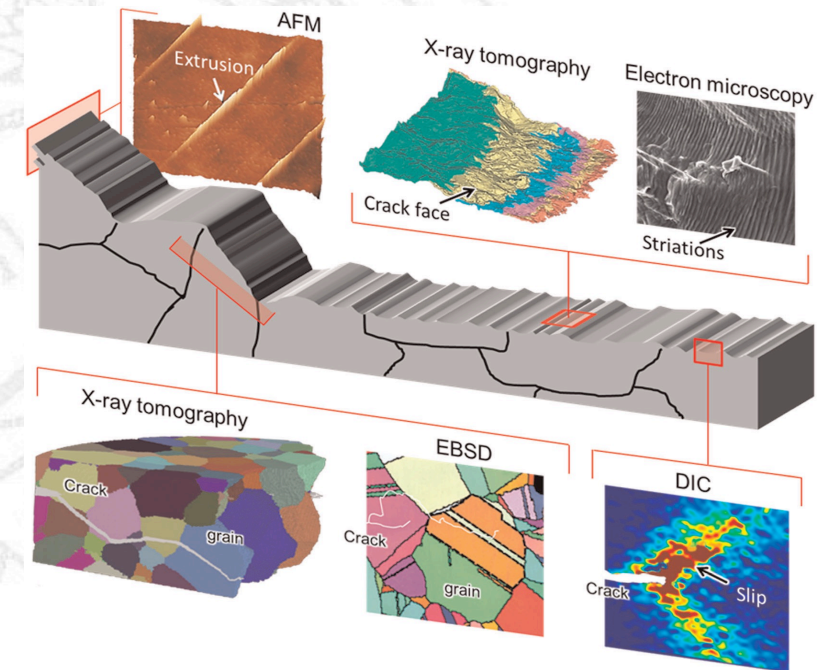 AFM
Extrusion
X-ray tomography
Crack face
Electron microscopy
Striations
X-ray tomography
Crack
grain
EBSD
Crack
grain
DIC
Crack
Slip